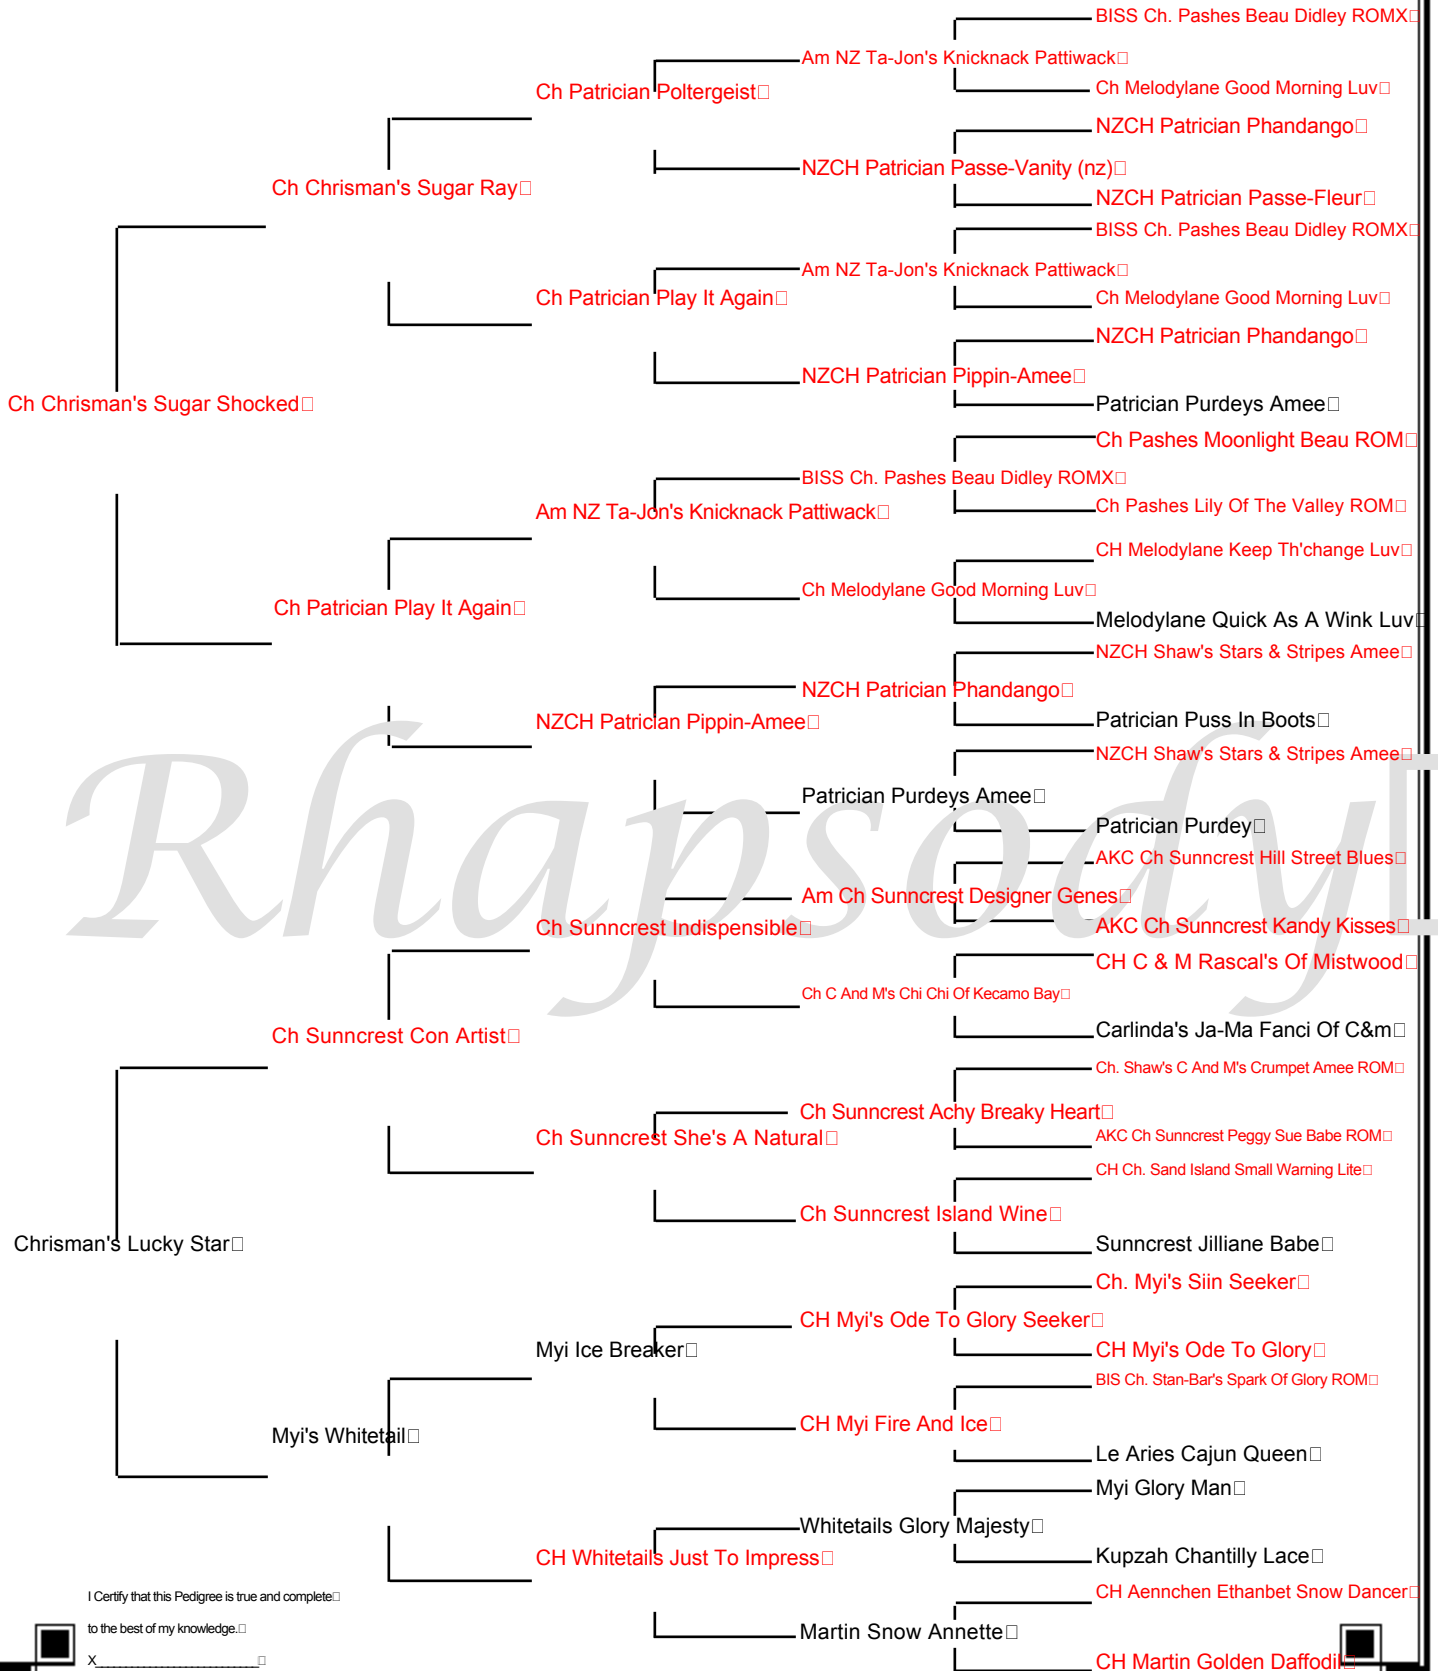 BISS Ch. Pashes Beau Didley ROMX
Am NZ Ta-Jon's Knicknack Pattiwack
Ch Melodylane Good Morning Luv
Ch Patrician Poltergeist
NZCH Patrician Phandango
NZCH Patrician Passe-Vanity (nz)
NZCH Patrician Passe-Fleur
Ch Chrisman's Sugar Ray
BISS Ch. Pashes Beau Didley ROMX
Am NZ Ta-Jon's Knicknack Pattiwack
Ch Melodylane Good Morning Luv
Ch Patrician Play It Again
NZCH Patrician Phandango
NZCH Patrician Pippin-Amee
Patrician Purdeys Amee
Ch Chrisman's Sugar Shocked
Ch Pashes Moonlight Beau ROM
BISS Ch. Pashes Beau Didley ROMX
Ch Pashes Lily Of The Valley ROM
Am NZ Ta-Jon's Knicknack Pattiwack
CH Melodylane Keep Th'change Luv
Ch Melodylane Good Morning Luv
Melodylane Quick As A Wink Luv
Ch Patrician Play It Again
NZCH Shaw's Stars & Stripes Amee
NZCH Patrician Phandango
Patrician Puss In Boots
NZCH Patrician Pippin-Amee
NZCH Shaw's Stars & Stripes Amee
Patrician Purdeys Amee
Patrician Purdey
Rhapsody
AKC Ch Sunncrest Hill Street Blues
Am Ch Sunncrest Designer Genes
AKC Ch Sunncrest Kandy Kisses
Ch Sunncrest Indispensible
CH C & M Rascal's Of Mistwood
Ch C And M's Chi Chi Of Kecamo Bay
Carlinda's Ja-Ma Fanci Of C&m
Ch Sunncrest Con Artist
Ch. Shaw's C And M's Crumpet Amee ROM
Ch Sunncrest Achy Breaky Heart
AKC Ch Sunncrest Peggy Sue Babe ROM
Ch Sunncrest She's A Natural
CH Ch. Sand Island Small Warning Lite
Ch Sunncrest Island Wine
Sunncrest Jilliane Babe
Chrisman's Lucky Star
Ch. Myi's Siin Seeker
CH Myi's Ode To Glory Seeker
CH Myi's Ode To Glory
Myi Ice Breaker
BIS Ch. Stan-Bar's Spark Of Glory ROM
CH Myi Fire And Ice
Le Aries Cajun Queen
Myi's Whitetail
Myi Glory Man
Whitetails Glory Majesty
Kupzah Chantilly Lace
CH Whitetails Just To Impress
CH Aennchen Ethanbet Snow Dancer
Martin Snow Annette
CH Martin Golden Daffodil
I Certify that this Pedigree is true and complete
to the best of my knowledge.
X___________________________